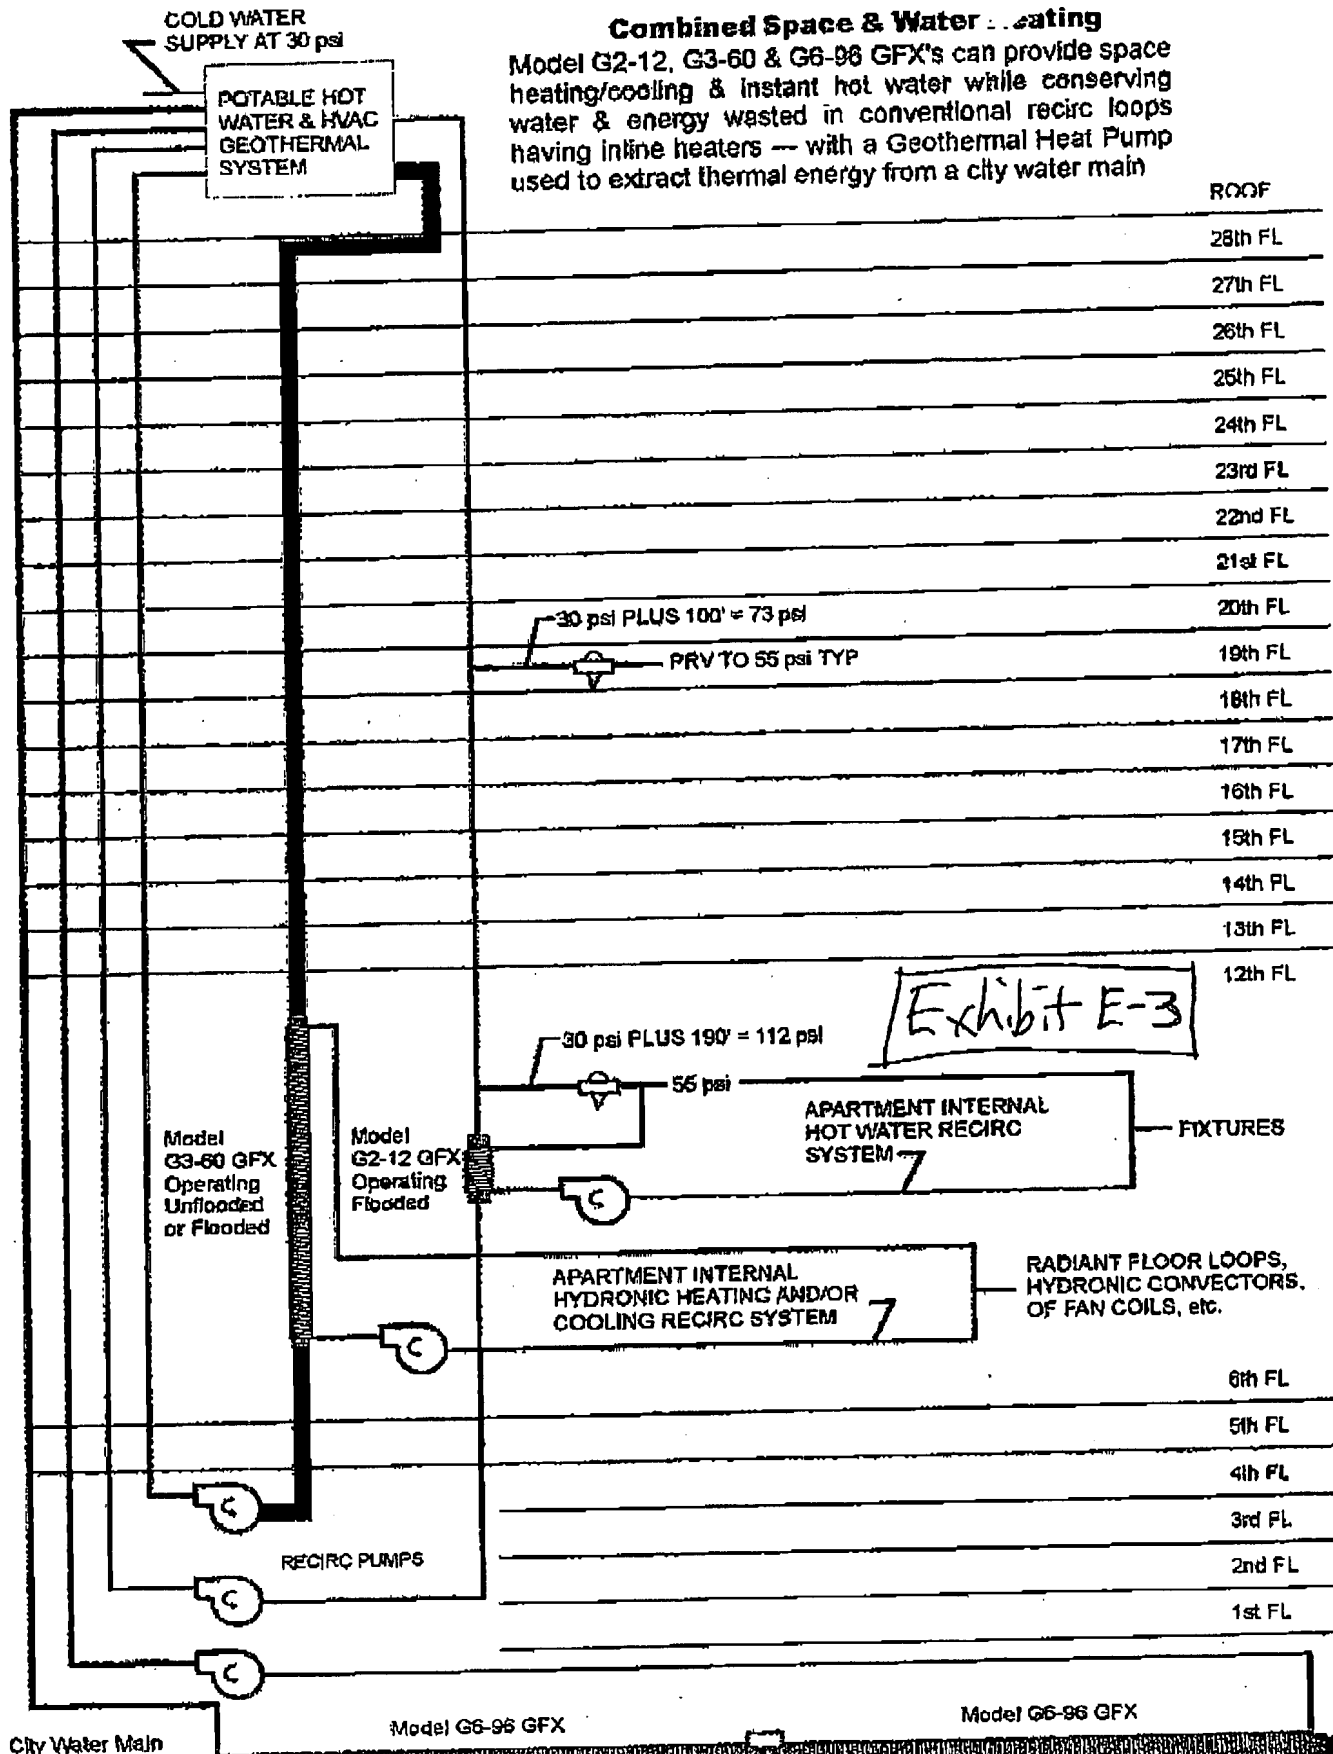 COLD WATER
SUPPLY AT 30 psi
Combined Space & Water
Model G2-12, G3-60 & G6-96 GFX's can provide space
heating/cooling & instant hot water while conserving
water & energy wasted in conventional recirc loops
having inline heaters — with a Geothermal Heat Pump
used to extract thermal energy from a city water main
POTABLE HOT
WATER & HVAC
GEOTHERMAL
SYSTEM
ROOF
28th FL
27th FL
26th FL
25th FL
24th FL
23rd FL
22nd FL
21st FL
20th FL
30 psi PLUS 100' = 73 psi
19th FL
PRV TO 55 psi TYP
18th FL
17th FL
16th FL
15th FL
14th FL
13th FL
12th FL
Exhibit E-3
30 psi PLUS 190' = 112 psi
55 psi
APARTMENT INTERNAL
HOT WATER RECIRC
SYSTEM
FIXTURES
Model
G3-60 GFX
Operating
Unflooded
or Flooded
Model
G2-12 GFX
Operating
Flooded
C
APARTMENT INTERNAL
HYDRONIC HEATING AND/OR
COOLING RECIRC SYSTEM
RADIANT FLOOR LOOPS,
HYDRONIC CONVECTORS.
OF FAN COILS, etc.
C
6th FL
5th FL
4th FL
C
3rd FL
RECIRC PUMPS
2nd FL
C
1st FL
C
Model G6-96 GFX
Model G6-96 GFX
City Water Main